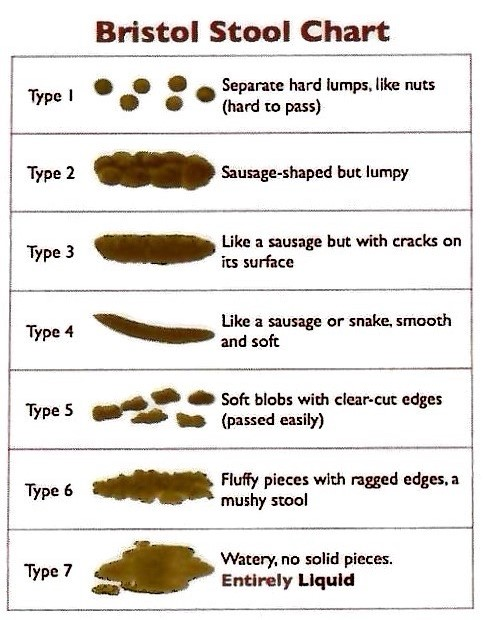 Bristol Stool Chart
Type 1
Separate hard lumps, like nuts
(hard to pass)
Type 2
Sausage-shaped but lumpy
Type 3
Like a sausage but with cracks on
its surface
Type 4
Like a sausage or snake, smooth
and soft
Type 5
Soft blobs with clear-cut edges
(passed easily)
Type 6
Fluffy pieces with ragged edges, a
mushy stool
Type 7
Watery, no solid pieces.
Entirely Liquid